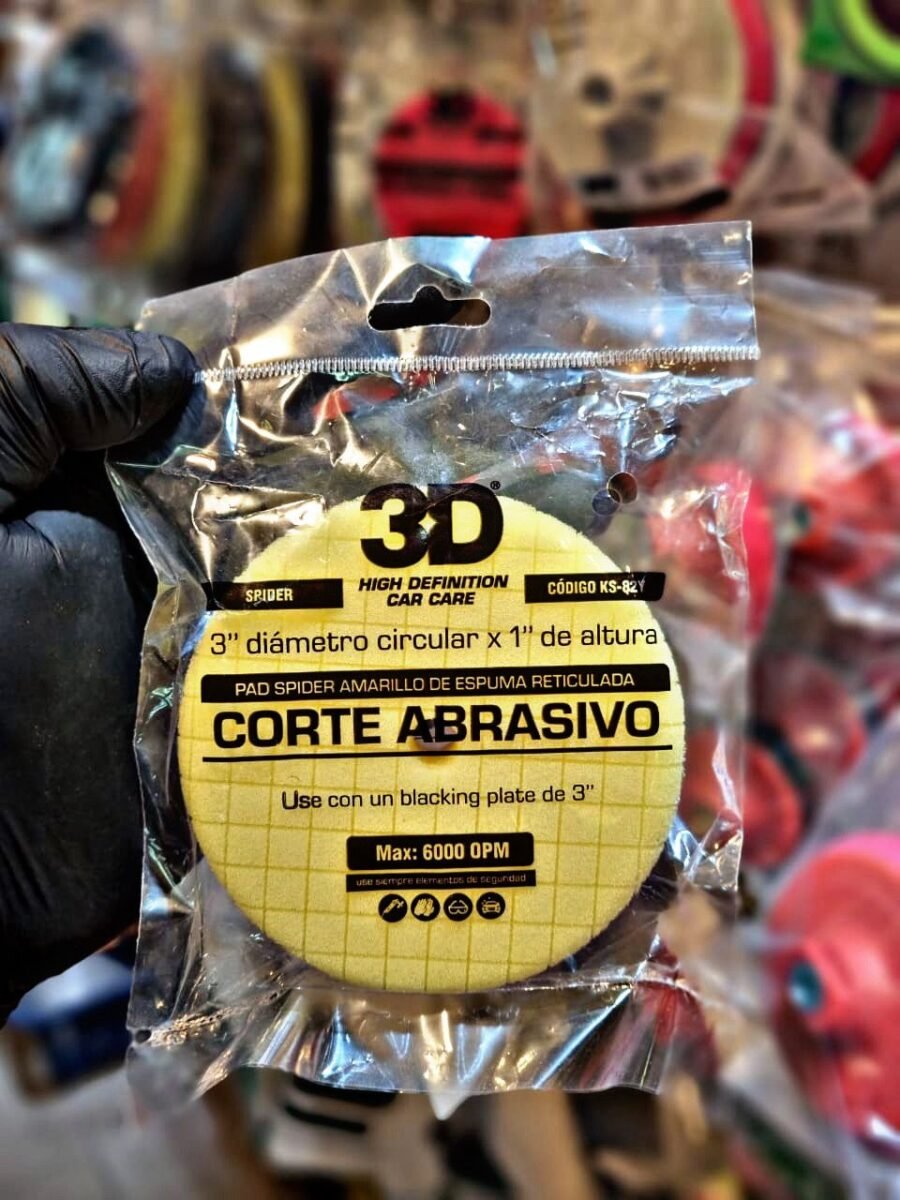 3D®
HIGH DEFINITION
CAR CARE
SPIDER
CÓDIGO KS-82Y
3” diámetro circular x 1” de altura
PAD SPIDER AMARILLO DE ESPUMA RETICULADA
CORTE ABRASIVO
Use con un blacking plate de 3”
Max: 6000 OPM
use siempre elementos de seguridad